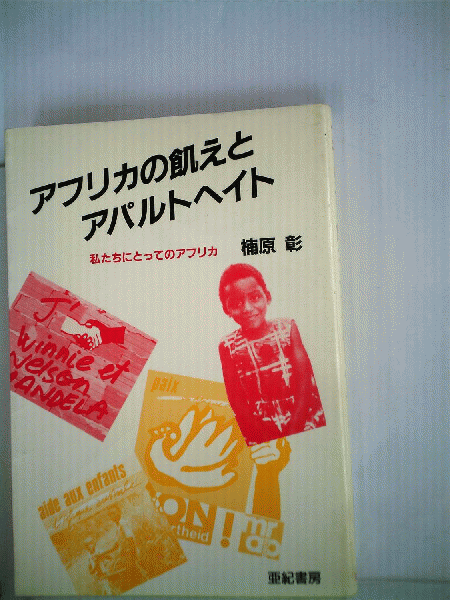 アフリカの飢えと
アパルトヘイト
私たちにとってのアフリカ
楠原 彰
J'
Winnie et
Nelson
MANDELA
paix
aide aux enfants
NON
!
artheid
亜紀書房